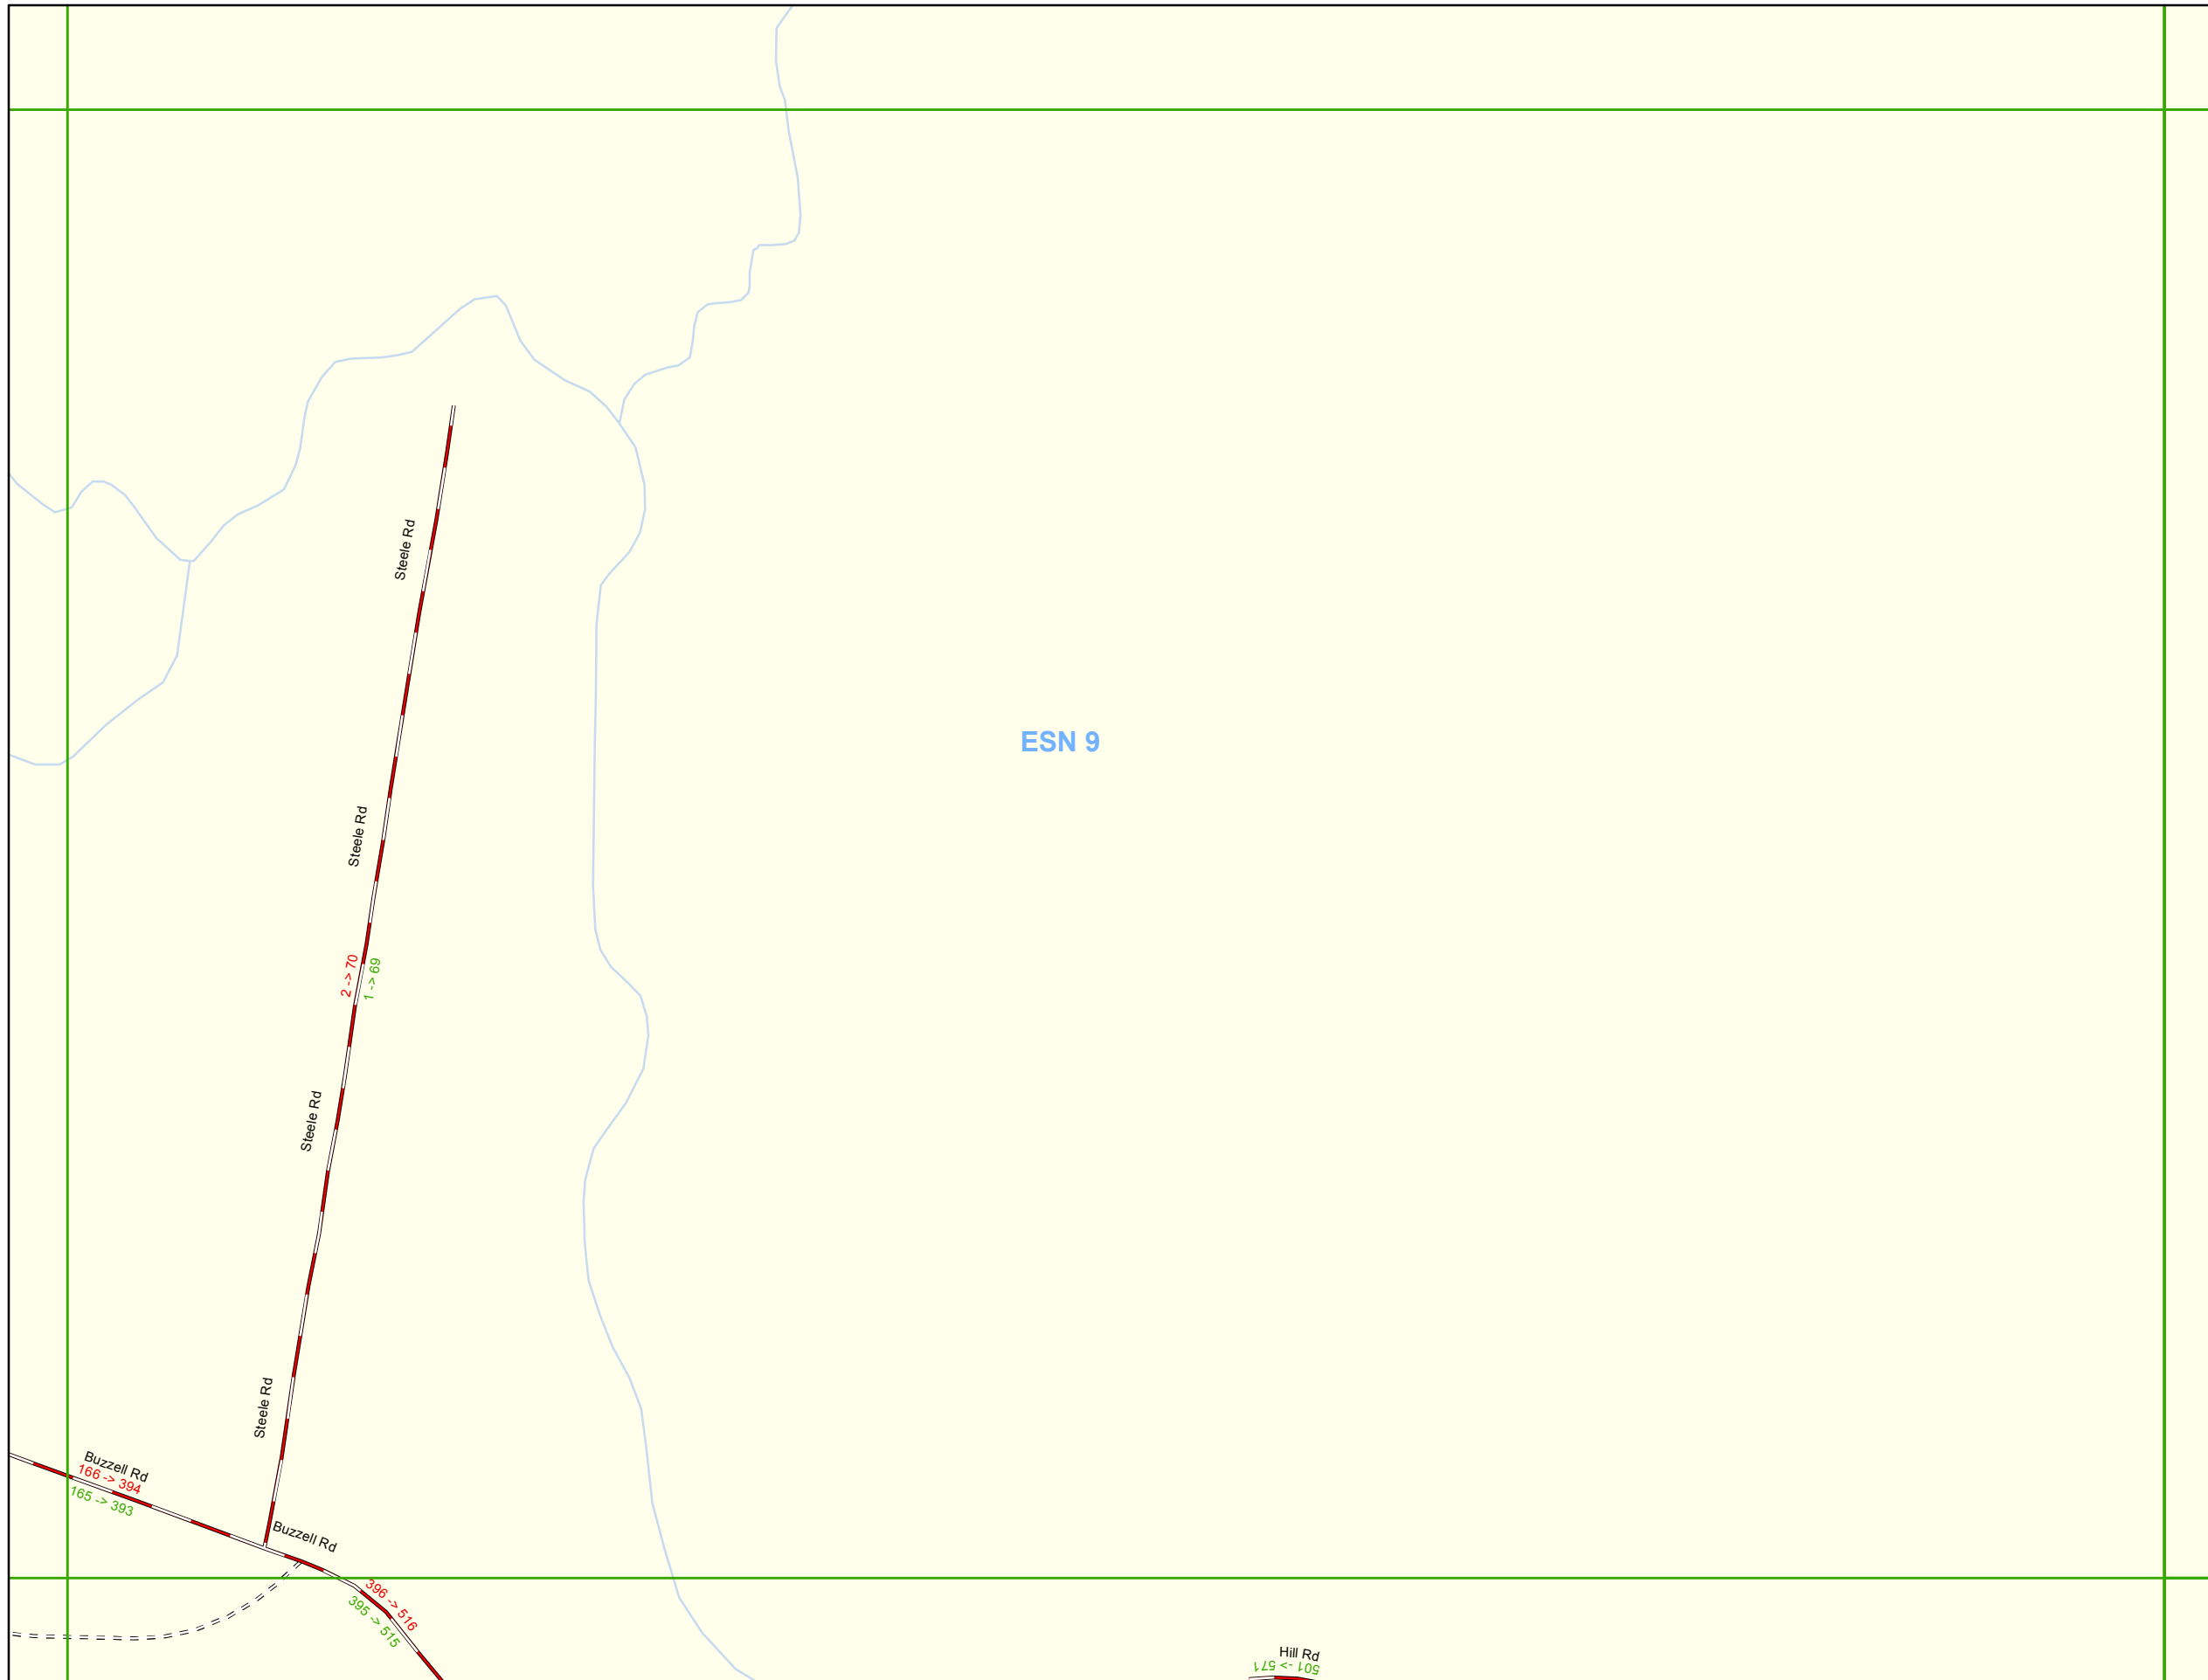 Steele Rd
ESN 9
Steele Rd
2 -> 70
1 -> 69
Steele Rd
Steele Rd
Buzzell Rd
166 -> 394
165 -> 393
Buzzell Rd
396 -> 516
395 -> 515
Hill Rd
501 -> 571